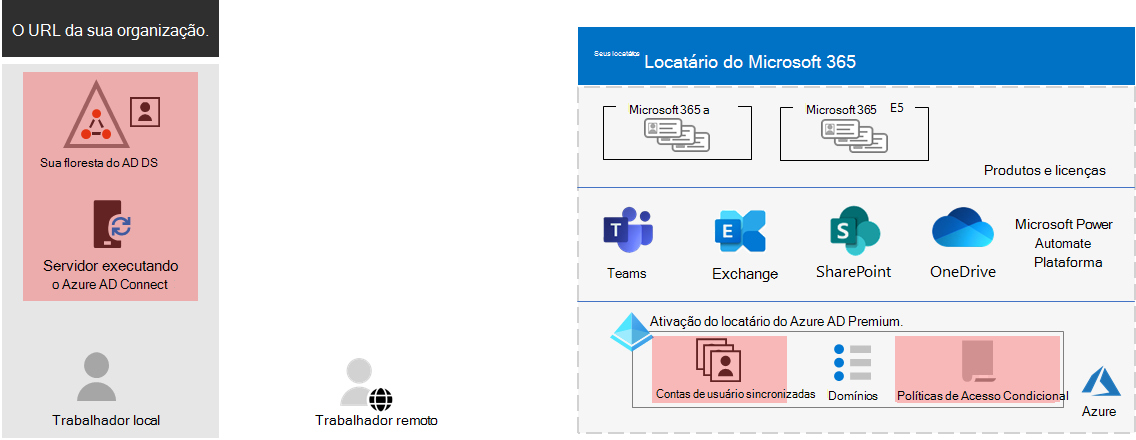 O URL da sua organização.
Sua floresta do AD DS
Servidor executando
o Azure AD Connect
Trabalhador local
Trabalhador remoto
Locatário do Microsoft 365
Microsoft 365 a
Microsoft 365 E5
Produtos e licenças
Teams
Exchange
SharePoint
OneDrive
Microsoft Power
Automate
Plataforma
Ativação do locatário do Azure AD Premium.
Contas de usuário sincronizadas
Domínios
Políticas de Acesso Condicional
Azure